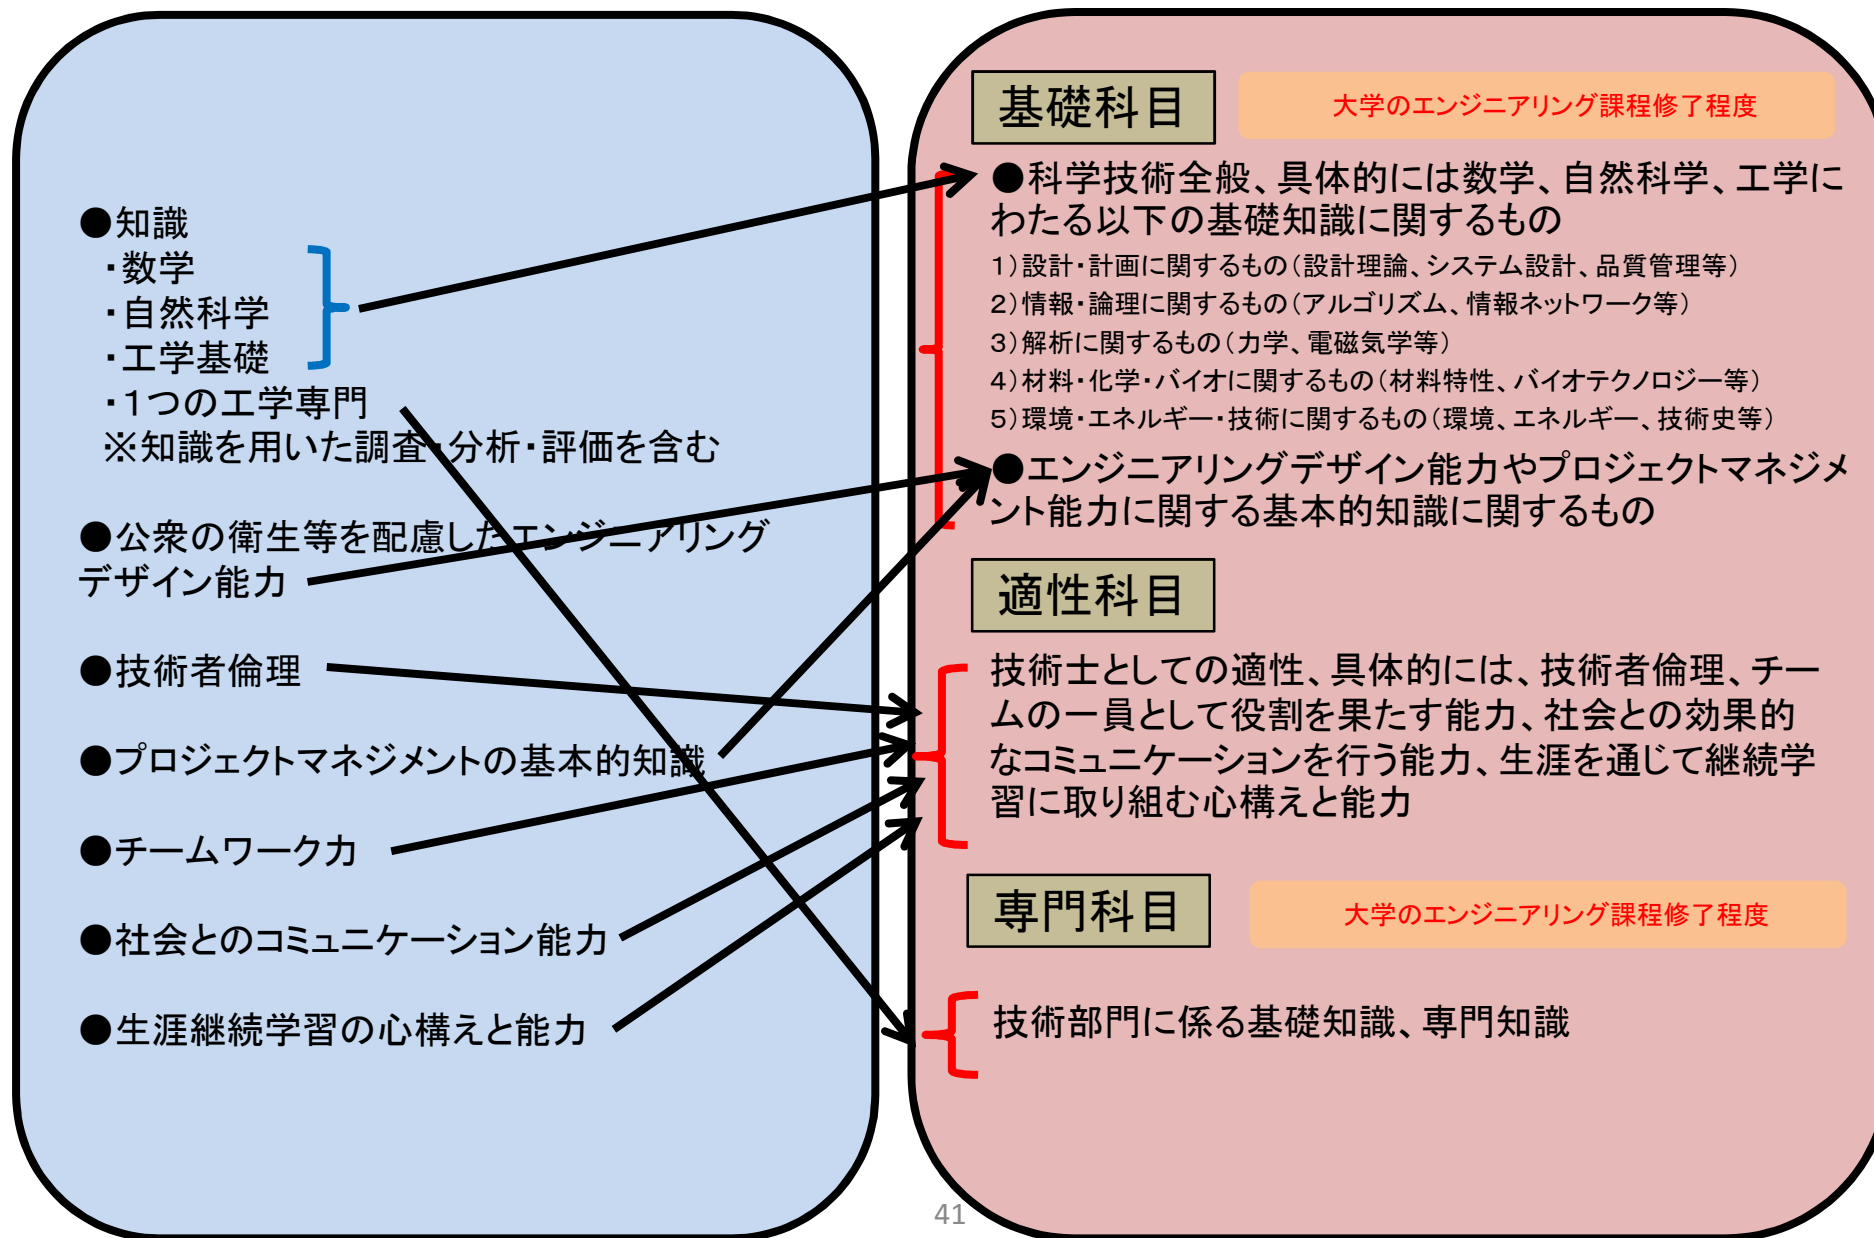 ●知識
・数学
・自然科学
・工学基礎
・1つの工学専門
※知識を用いた調査・分析・評価を含む
●公衆の衛生等を配慮したエンジニアリング
デザイン能力
●技術者倫理
●プロジェクトマネジメントの基本的知識
●チームワーク力
●社会とのコミュニケーション能力
●生涯継続学習の心構えと能力
基礎科目
大学のエンジニアリング課程修了程度
●科学技術全般、具体的には数学、自然科学、工学に
わたる以下の基礎知識に関するもの
1)設計・計画に関するもの(設計理論、システム設計、品質管理等)
2)情報・論理に関するもの(アルゴリズム、情報ネットワーク等)
3)解析に関するもの(力学、電磁気学等)
4)材料・化学・バイオに関するもの(材料特性、バイオテクノロジー等)
5)環境・エネルギー・技術に関するもの(環境、エネルギー、技術史等)
●エンジニアリングデザイン能力やプロジェクトマネジメ
ント能力に関する基本的知識に関するもの
適性科目
技術士としての適性、具体的には、技術者倫理、チー
ムの一員として役割を果たす能力、社会との効果的
なコミュニケーションを行う能力、生涯を通じて継続学
習に取り組む心構えと能力
専門科目
大学のエンジニアリング課程修了程度
技術部門に係る基礎知識、専門知識
41